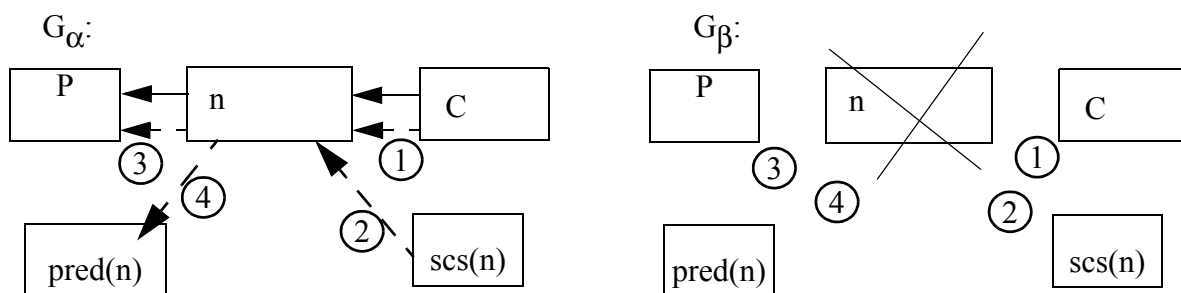 Gα: Gβ:
P n C P n C
3 1 3 1
4 2 4 2
pred(n) scs(n) pred(n) scs(n)